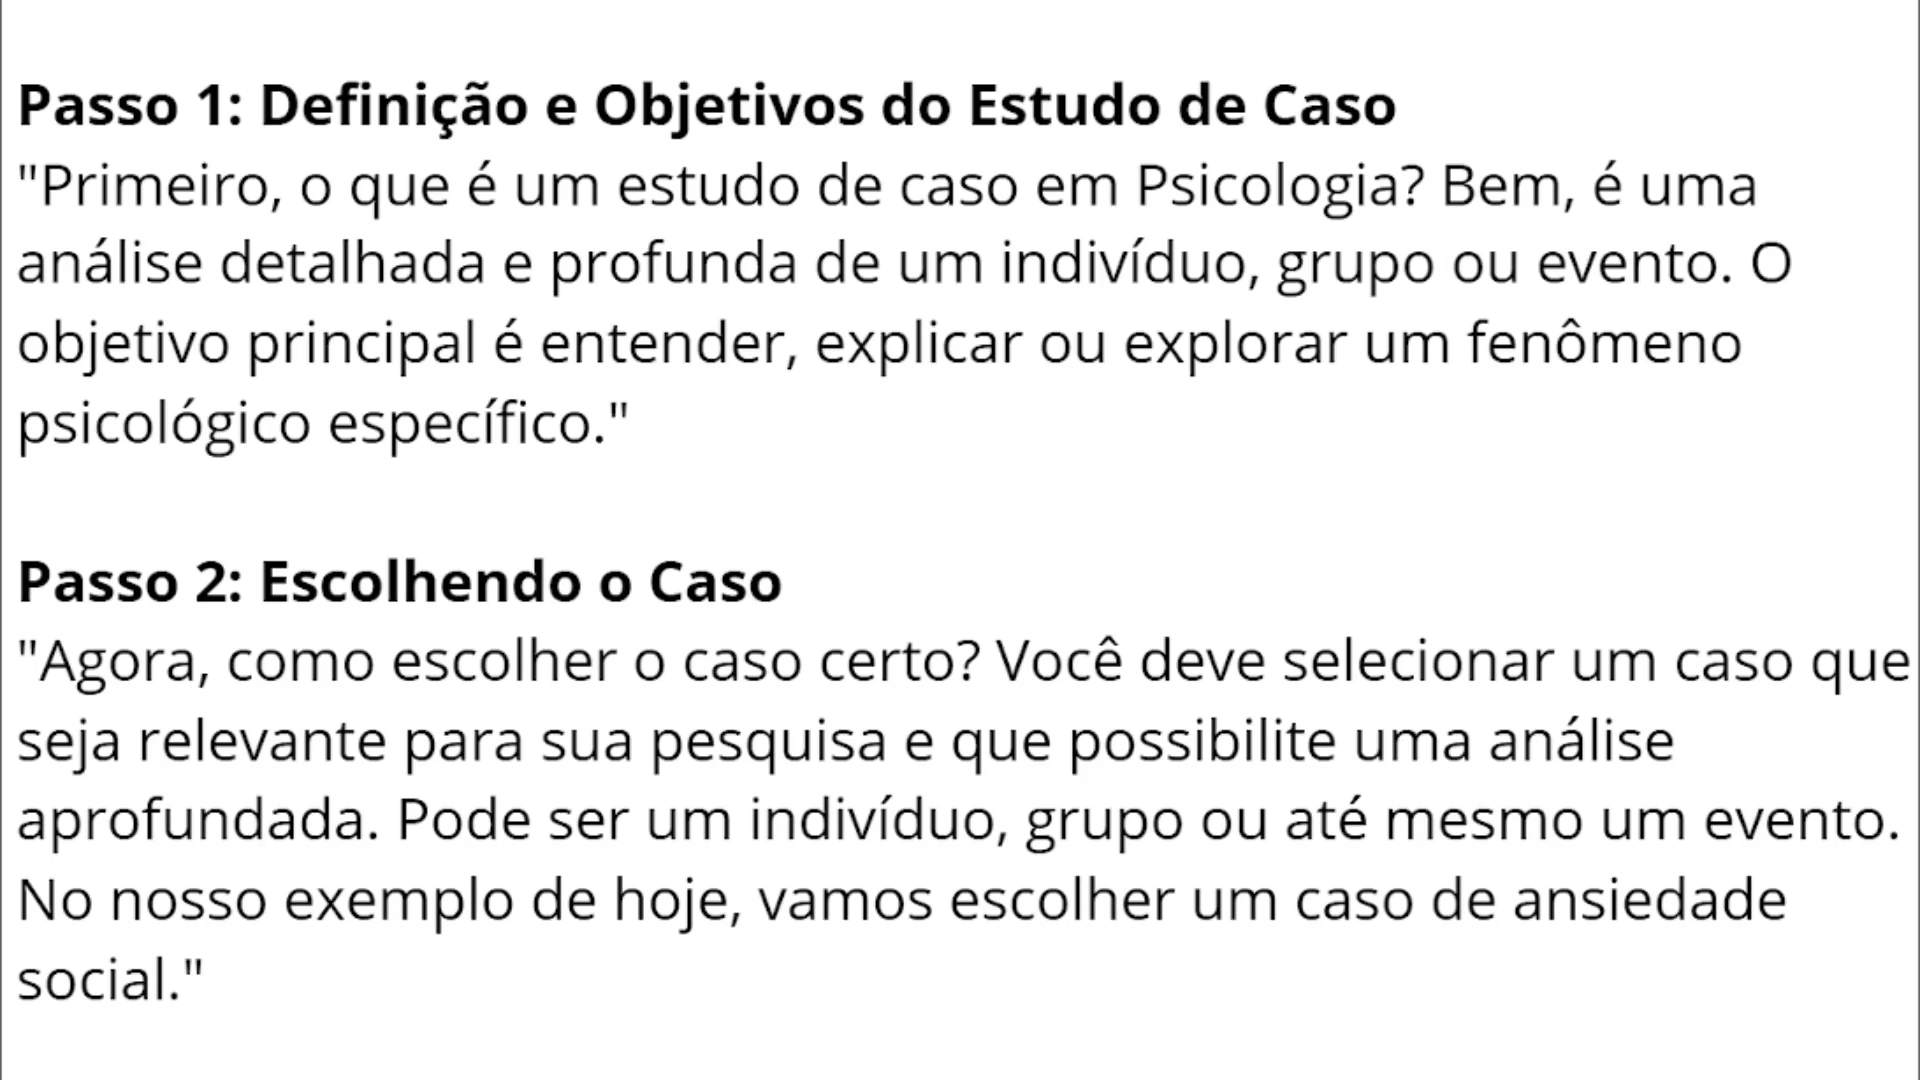 Passo 1: Definição e Objetivos do Estudo de Caso
"Primeiro, o que é um estudo de caso em Psicologia? Bem, é uma
análise detalhada e profunda de um indivíduo, grupo ou evento. O
objetivo principal é entender, explicar ou explorar um fenômeno
psicológico específico."
Passo 2: Escolhendo o Caso
"Agora, como escolher o caso certo? Você deve selecionar um caso que
seja relevante para sua pesquisa e que possibilite uma análise
aprofundada. Pode ser um indivíduo, grupo ou até mesmo um evento.
No nosso exemplo de hoje, vamos escolher um caso de ansiedade
social."